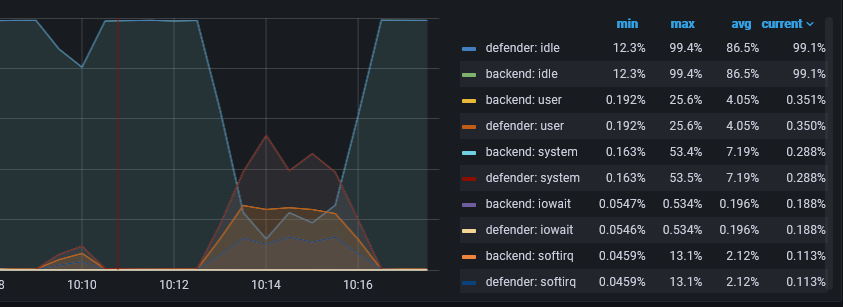 min max avg current
defender: idle 12.3% 99.4% 86.5% 99.1%
backend: idle 12.3% 99.4% 86.5% 99.1%
backend: user 0.192% 25.6% 4.05% 0.351%
defender: user 0.192% 25.6% 4.05% 0.350%
backend: system 0.163% 53.4% 7.19% 0.288%
defender: system 0.163% 53.5% 7.19% 0.288%
backend: iowait 0.0547% 0.534% 0.196% 0.188%
defender: iowait 0.0546% 0.534% 0.196% 0.188%
backend: softirq 0.0459% 13.1% 2.12% 0.113%
defender: softirq 0.0459% 13.1% 2.12% 0.113%
8 10:10 10:12 10:14 10:16